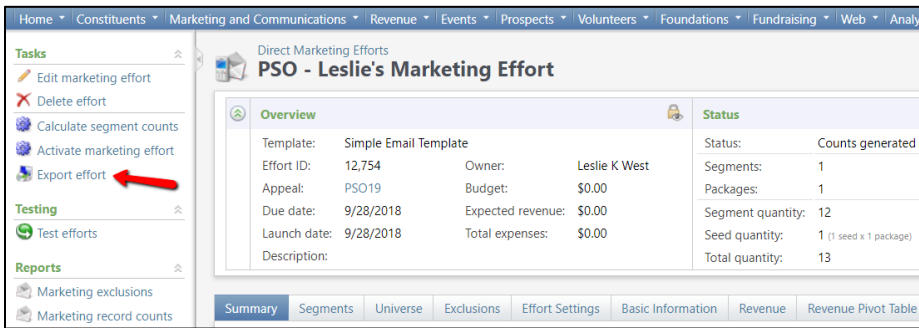 Home Constituents Marketing and Communications Revenue Events Prospects Volunteers Foundations Fundraising Web Analy
Tasks
Edit marketing effort
Delete effort
Calculate segment counts
Activate marketing effort
Export effort
Testing
Test efforts
Reports
Marketing exclusions
Marketing record counts
Direct Marketing Efforts
PSO - Leslie's Marketing Effort
Overview
Template: Simple Email Template
Effort ID: 12,754 Owner: Leslie K West
Appeal: PSO19 Budget: $0.00
Due date: 9/28/2018 Expected revenue: $0.00
Launch date: 9/28/2018 Total expenses: $0.00
Description:
Status
Status: Counts generated
Segments: 1
Packages: 1
Segment quantity: 12
Seed quantity: 1 (1 seed x 1 package)
Total quantity: 13
Summary Segments Universe Exclusions Effort Settings Basic Information Revenue Revenue Pivot Table